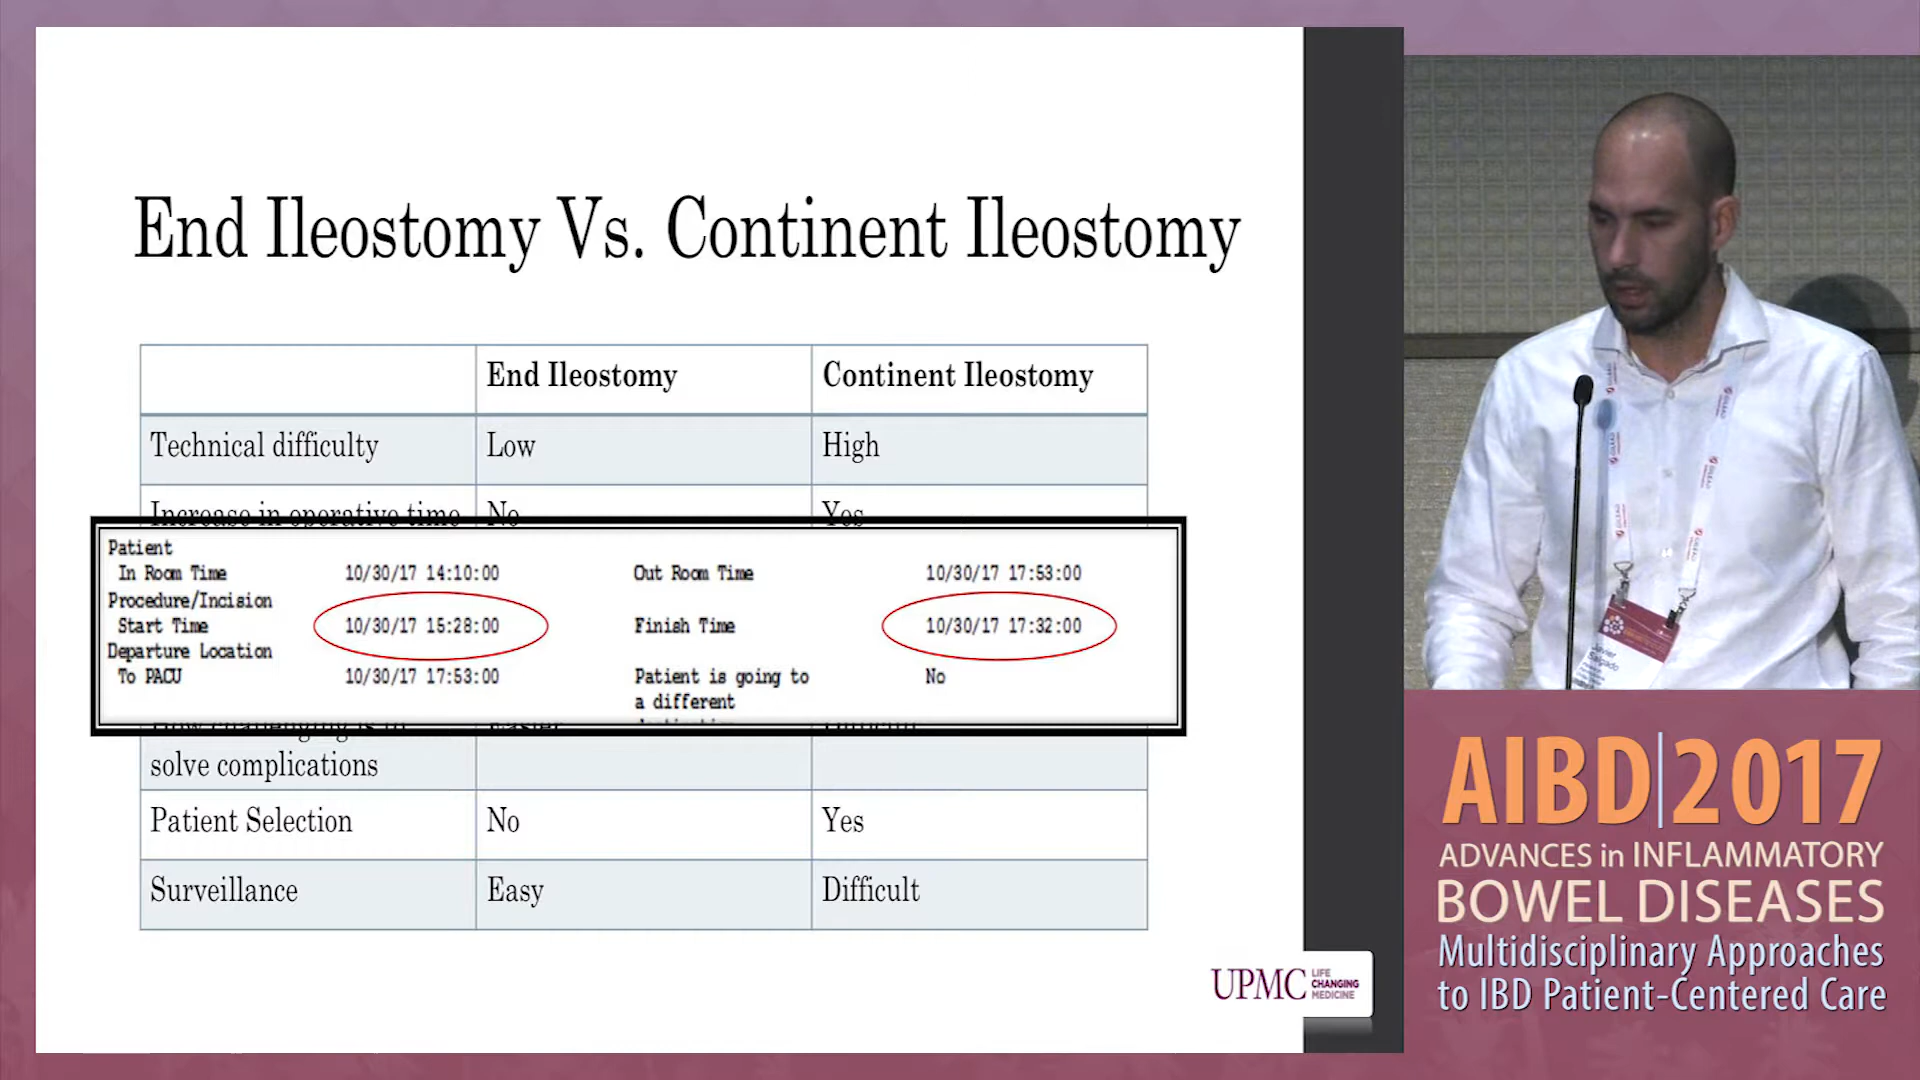 End Ileostomy Vs. Continent Ileostomy
End Ileostomy Continent Ileostomy
Technical difficulty Low High
Increase in operative time No Yes
Patient
In Room Time 10/30/17 14:10:00 Out Room Time 10/30/17 17:53:00
Procedure/Incision
Start Time 10/30/17 15:28:00 Finish Time 10/30/17 17:32:00
Departure Location
To PACU 10/30/17 17:53:00 Patient is going to No
a different
solve complications
Patient Selection No Yes
Surveillance Easy Difficult
UPMC LIFE
CHANGING
MEDICINE
Javier
Salgado
AIBD|2017
ADVANCES in INFLAMMATORY
BOWEL DISEASES
Multidisciplinary Approaches
to IBD Patient-Centered Care